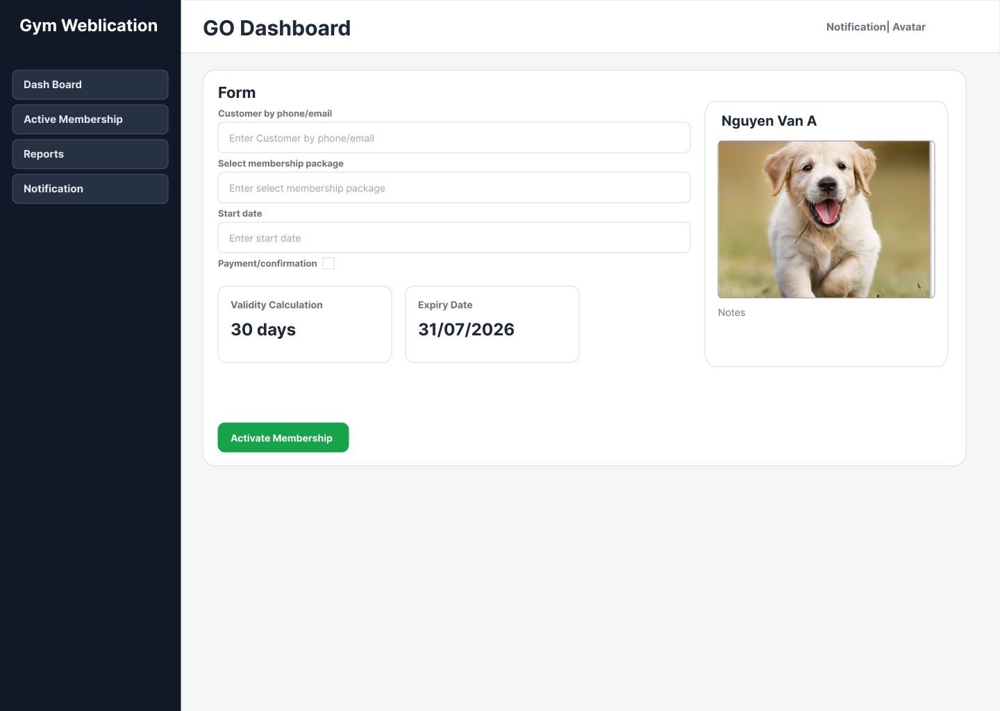 Gym Weblication
Dash Board
Active Membership
Reports
Notification
GO Dashboard
Notification| Avatar
Form
Customer by phone/email
Enter Customer by phone/email
Select membership package
Enter select membership package
Start date
Enter start date
Payment/confirmation
Validity Calculation
30 days
Expiry Date
31/07/2026
Activate Membership
Nguyen Van A
Notes